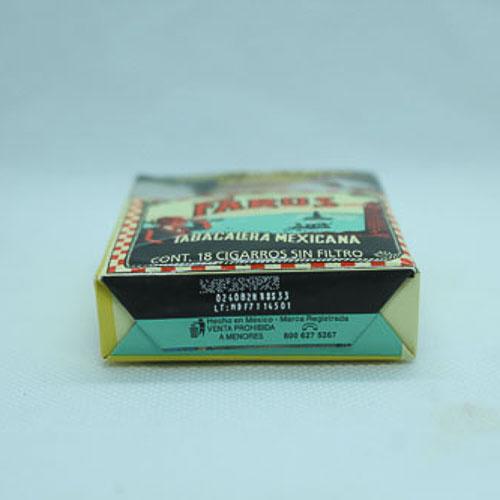 FAROS
TABACALERA MEXICANA
CONT. 18 CIGARROS SIN FILTRO
Hecho en México - Marca Registrada
VENTA PROHIBIDA
A MENORES 800 627 5267